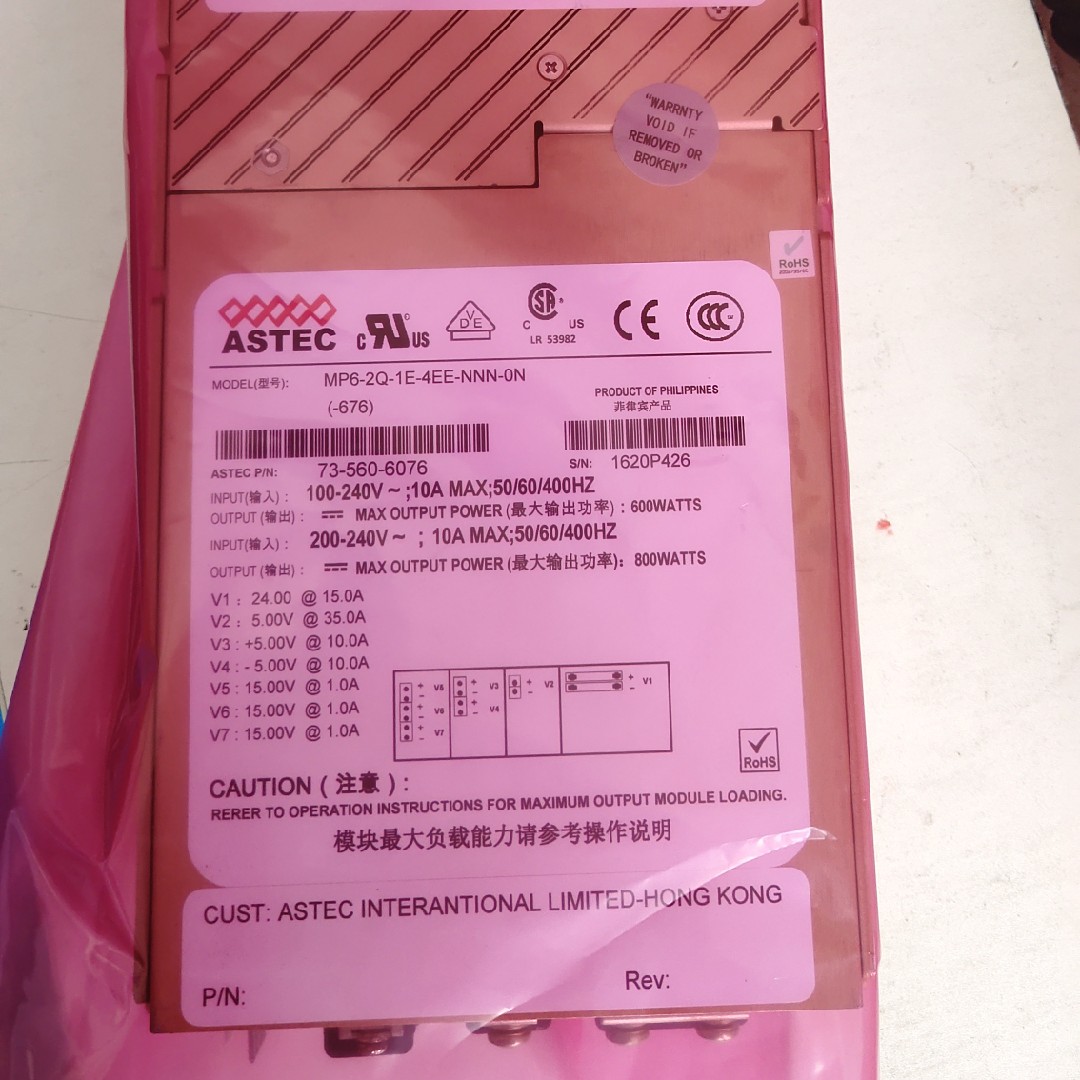 "WARRNTY
VOID IF
REMOVED OR
BROKEN"
RoHS
ASTEC
C US
VDE
CSA
C US
LR 53982
CE
CCC
MODEL(型号): MP6-2Q-1E-4EE-NNN-0N
(-676)
PRODUCT OF PHILIPPINES
菲律宾产品
ASTEC P/N: 73-560-6076
S/N: 1620P426
INPUT(输入) : 100-240V ~ ;10A MAX;50/60/400HZ
OUTPUT (输出) : MAX OUTPUT POWER (最大输出功率) : 600WATTS
INPUT(输入) : 200-240V ~ ; 10A MAX;50/60/400HZ
OUTPUT (输出) : MAX OUTPUT POWER (最大输出功率): 800WATTS
V1 : 24.00 @ 15.0A
V2 : 5.00V @ 35.0A
V3 : +5.00V @ 10.0A
V4 : - 5.00V @ 10.0A
V5 : 15.00V @ 1.0A
V6 : 15.00V @ 1.0A
V7 : 15.00V @ 1.0A
+ - V5 + - V3 + - V2 + - V1
+ - V6 + - V4
+ - V7
RoHS
CAUTION ( 注意 ) :
RERER TO OPERATION INSTRUCTIONS FOR MAXIMUM OUTPUT MODULE LOADING.
模块最大负载能力请参考操作说明
CUST: ASTEC INTERANTIONAL LIMITED-HONG KONG
P/N: Rev: